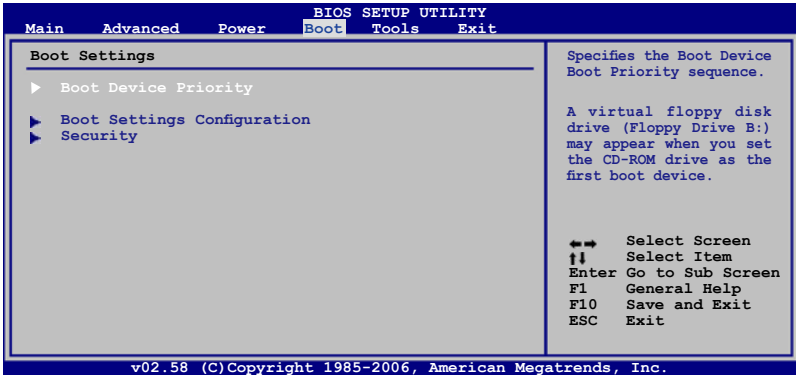 BIOS SETUP UTILITY
Main Advanced Power Boot Tools Exit
Boot Settings
Boot Device Priority
Boot Settings Configuration
Security
Specifies the Boot Device
Boot Priority sequence.
A virtual floppy disk
drive (Floppy Drive B:)
may appear when you set
the CD-ROM drive as the
first boot device.
Select Screen
Select Item
Enter Go to Sub Screen
F1 General Help
F10 Save and Exit
ESC Exit
v02.58 (C)Copyright 1985-2006, American Megatrends, Inc.